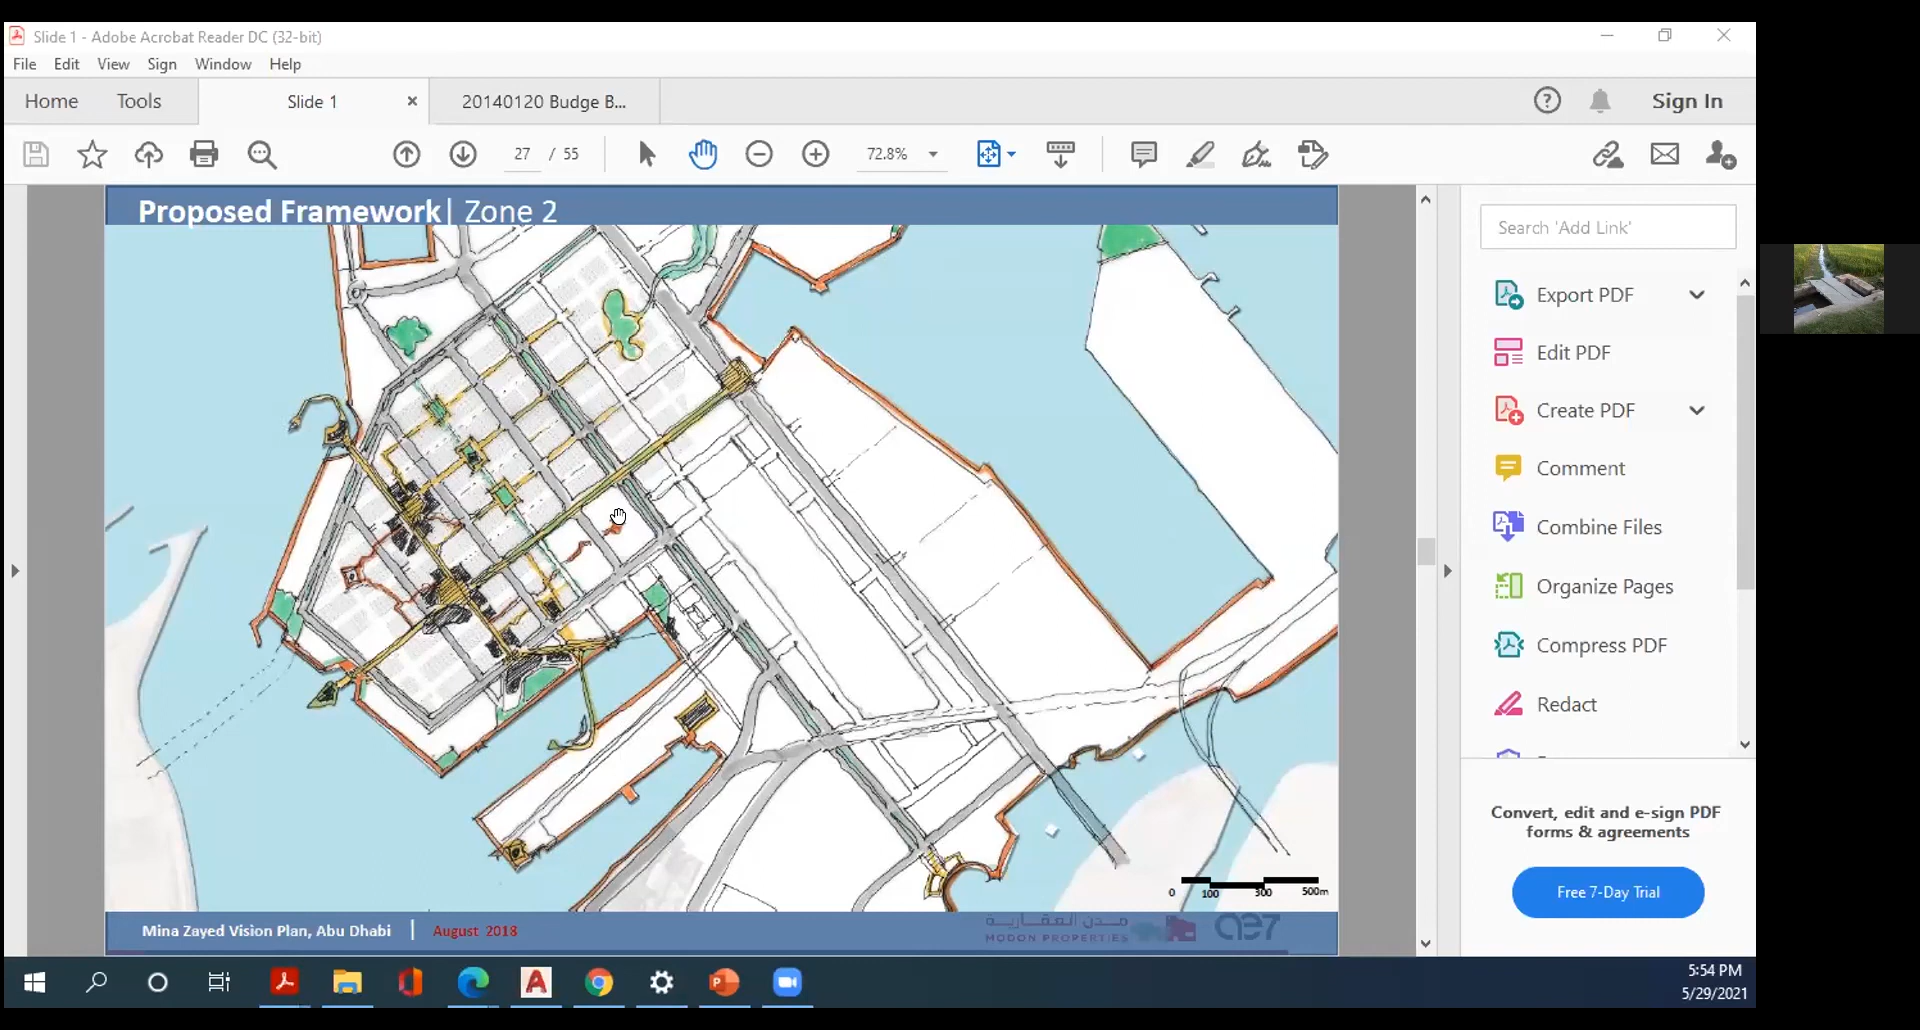 Slide 1 - Adobe Acrobat Reader DC (32-bit)
File Edit View Sign Window Help
Home Tools Slide 1 × 20140120 Budge B... Sign In
27 / 55 72.8%
Proposed Framework| Zone 2
Search 'Add Link'
Export PDF
Edit PDF
Create PDF
Comment
Combine Files
Organize Pages
Compress PDF
Redact
Convert, edit and e-sign PDF
forms & agreements
Free 7-Day Trial
0 100 300 500m
Mina Zayed Vision Plan, Abu Dhabi | August 2018
مدن العقارية
MODON PROPERTIES
ae7
5:54 PM
5/29/2021